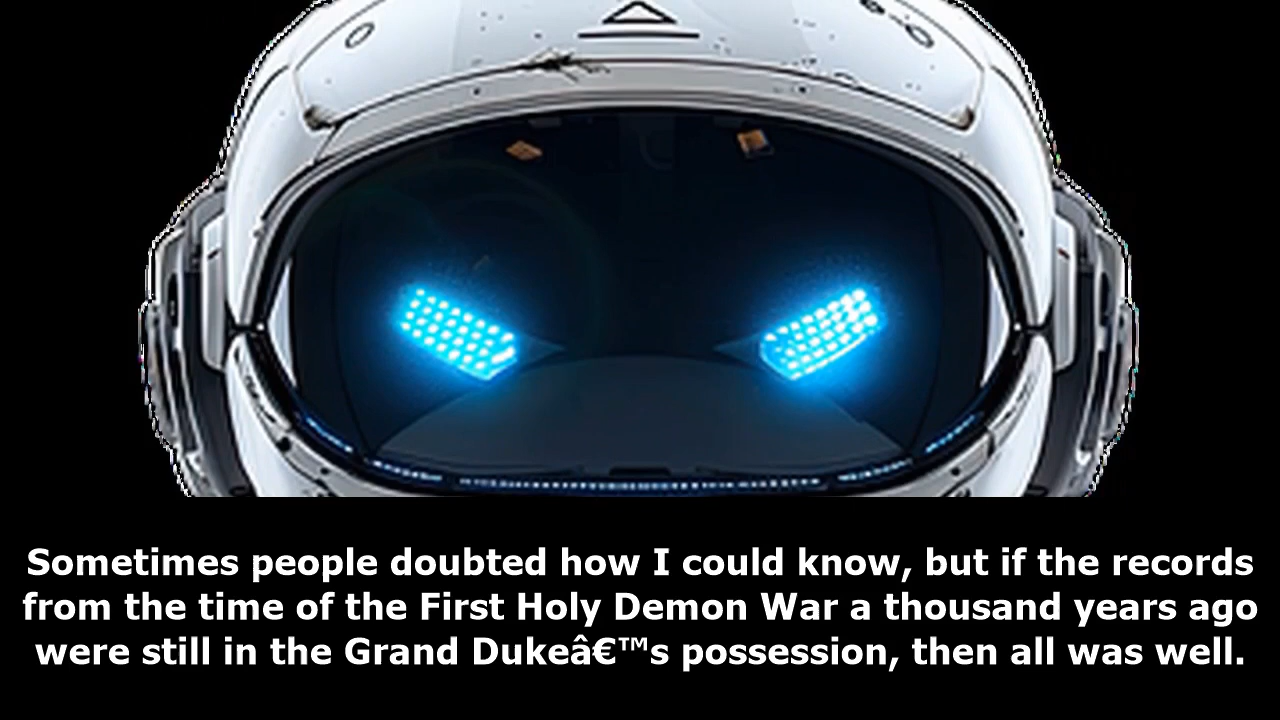 Sometimes people doubted how I could know, but if the records
from the time of the First Holy Demon War a thousand years ago
were still in the Grand Dukeâ€™s possession, then all was well.